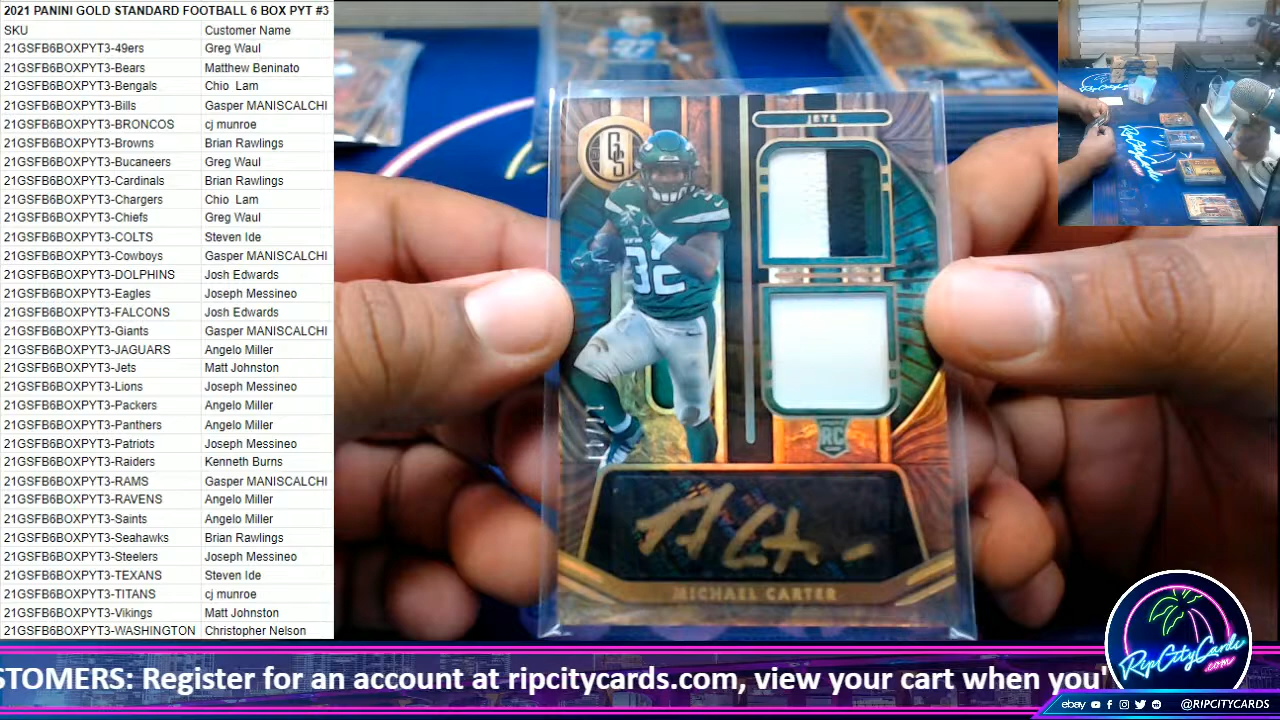 2021 PANINI GOLD STANDARD FOOTBALL 6 BOX PYT #3
SKU Customer Name
21GSFB6BOXPYT3-49ers Greg Waul
21GSFB6BOXPYT3-Bears Matthew Beninato
21GSFB6BOXPYT3-Bengals Chio Lam
21GSFB6BOXPYT3-Bills Gasper MANISCALCHI
21GSFB6BOXPYT3-BRONCOS cj munroe
21GSFB6BOXPYT3-Browns Brian Rawlings
21GSFB6BOXPYT3-Bucaneers Greg Waul
21GSFB6BOXPYT3-Cardinals Brian Rawlings
21GSFB6BOXPYT3-Chargers Chio Lam
21GSFB6BOXPYT3-Chiefs Greg Waul
21GSFB6BOXPYT3-COLTS Steven Ide
21GSFB6BOXPYT3-Cowboys Gasper MANISCALCHI
21GSFB6BOXPYT3-DOLPHINS Josh Edwards
21GSFB6BOXPYT3-Eagles Joseph Messineo
21GSFB6BOXPYT3-FALCONS Josh Edwards
21GSFB6BOXPYT3-Giants Gasper MANISCALCHI
21GSFB6BOXPYT3-JAGUARS Angelo Miller
21GSFB6BOXPYT3-Jets Matt Johnston
21GSFB6BOXPYT3-Lions Joseph Messineo
21GSFB6BOXPYT3-Packers Angelo Miller
21GSFB6BOXPYT3-Panthers Angelo Miller
21GSFB6BOXPYT3-Patriots Joseph Messineo
21GSFB6BOXPYT3-Raiders Kenneth Burns
21GSFB6BOXPYT3-RAMS Gasper MANISCALCHI
21GSFB6BOXPYT3-RAVENS Angelo Miller
21GSFB6BOXPYT3-Saints Angelo Miller
21GSFB6BOXPYT3-Seahawks Brian Rawlings
21GSFB6BOXPYT3-Steelers Joseph Messineo
21GSFB6BOXPYT3-TEXANS Steven Ide
21GSFB6BOXPYT3-TITANS cj munroe
21GSFB6BOXPYT3-Vikings Matt Johnston
21GSFB6BOXPYT3-WASHINGTON Christopher Nelson
JETS
GS
32
RC
MICHAEL CARTER
STOMERS: Register for an account at ripcitycards.com, view your cart when you'
RipCityCards
.com
ebay @RIPCITYCARDS